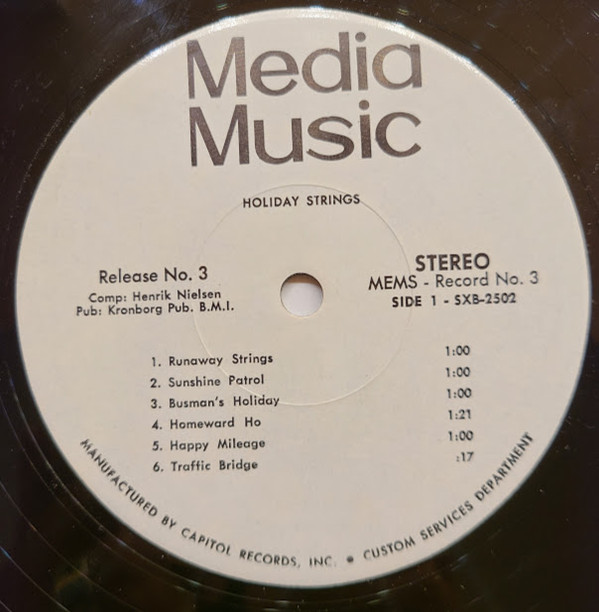 Media
Music
HOLIDAY STRINGS
Release No. 3
Comp: Henrik Nielsen
Pub: Kronborg Pub. B.M.I.
STEREO
MEMS - Record No. 3
SIDE 1 - SXB-2502
1. Runaway Strings 1:00
2. Sunshine Patrol 1:00
3. Busman's Holiday 1:00
4. Homeward Ho 1:21
5. Happy Mileage 1:00
6. Traffic Bridge :17
MANUFACTURED BY CAPITOL RECORDS, INC. • CUSTOM SERVICES DEPARTMENT